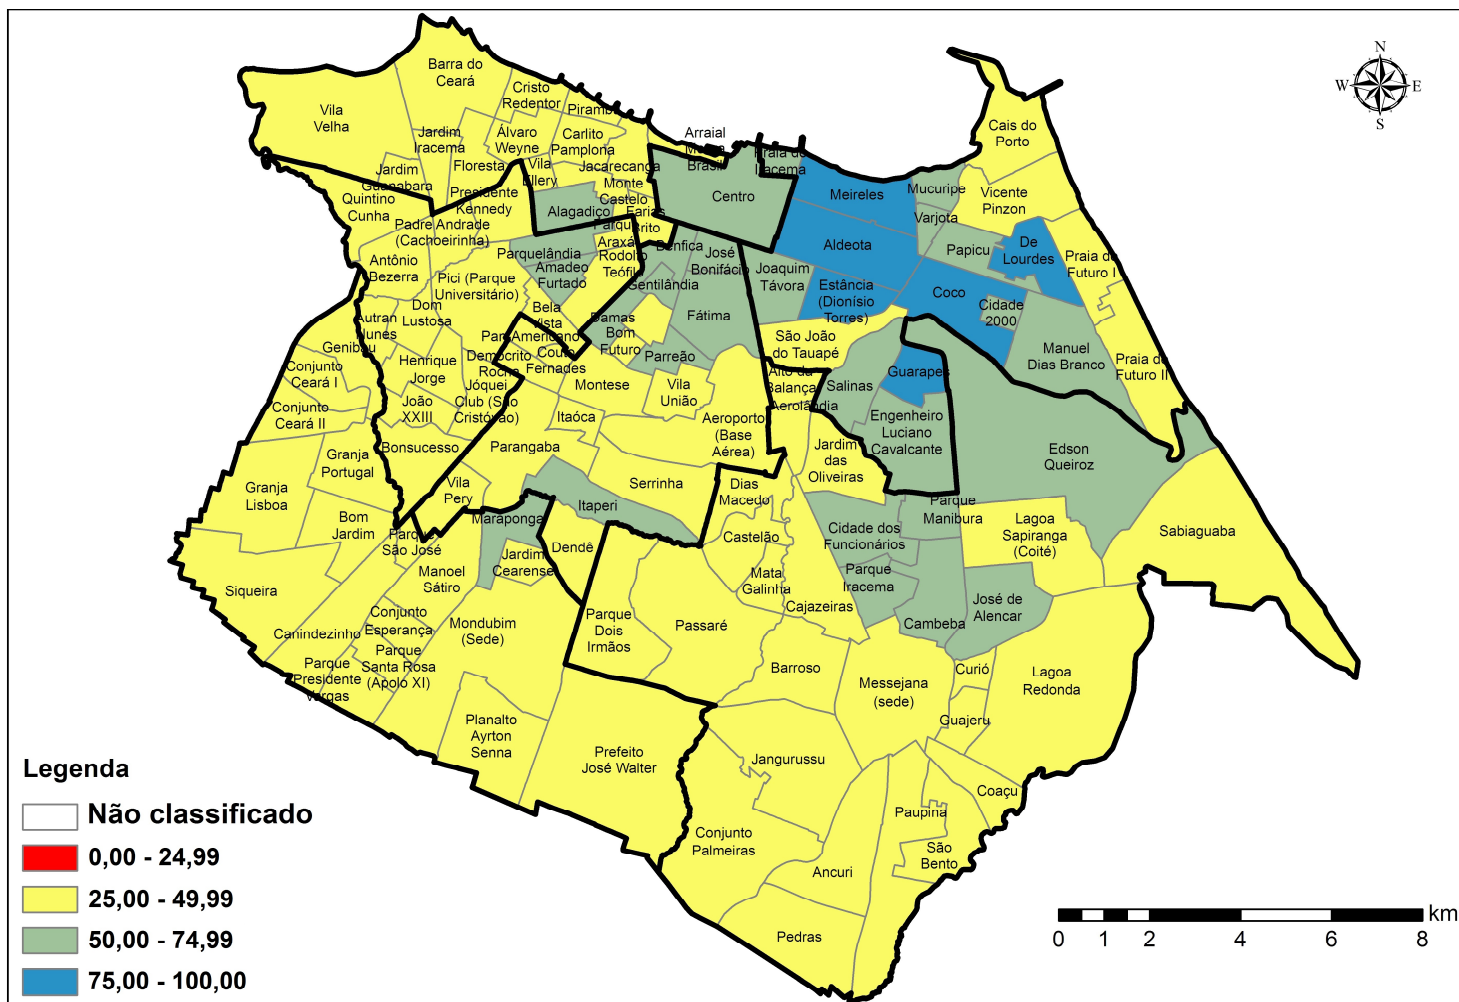 N
W
E
S
Barra do
Ceará
Vila
Velha
Cristo
Redentor
Pirambu
Jardim
Iracema
Álvaro
Weyne
Carlito
Pamplona
Arraial
Moura
Brasil
Praia de
Iracema
Cais do
Porto
Floresta
Vila
Ellery
Jacarecanga
Jardim
Guanabara
Quintino
Cunha
Presidente
Kennedy
Monte
Castelo
Alagadiço
Farias
Brito
Centro
Meireles
Mucuripe
Varjota
Vicente
Pinzon
Padre Andrade
(Cachoeirinha)
Parque
Araxá
Parquelândia
Amadeo
Furtado
Rodolfo
Teófilo
Benfica
José
Bonifácio
Aldeota
Papicu
De
Lourdes
Praia do
Futuro I
Antônio
Bezerra
Pici (Parque
Universitário)
Gentilândia
Joaquim
Távora
Estância
(Dionísio
Torres)
Coco
Cidade
2000
Dom
Lustosa
Autran
Nunes
Bela
Vista
Damas
Bom
Futuro
Fátima
Genibau
Henrique
Jorge
Demócrito
Rocha
Americano
Couto
Fernades
Parreão
São João
do Tauapé
Manuel
Dias Branco
Praia do
Futuro II
Conjunto
Ceará I
João
XXIII
Jóquei
Club (São
Cristóvão)
Montese
Vila
União
Alto da
Balança
Aerolândia
Salinas
Guarapes
Conjunto
Ceará II
Itaóca
Aeroporto
(Base
Aérea)
Engenheiro
Luciano
Cavalcante
Bonsucesso
Parangaba
Jardim
das
Oliveiras
Edson
Queiroz
Granja
Portugal
Granja
Lisboa
Vila
Pery
Serrinha
Dias
Macedo
Itaperi
Parque
Manibura
Bom
Jardim
Parque
São José
Maraponga
Jardim
Cearense
Dendê
Castelão
Cidade dos
Funcionários
Lagoa
Sapiranga
(Coité)
Sabiaguaba
Siqueira
Manoel
Sátiro
Mata
Galinha
Parque
Iracema
Cajazeiras
José de
Alencar
Cambeba
Canindezinho
Conjunto
Esperança
Mondubim
(Sede)
Parque
Dois
Irmãos
Passaré
Parque
Presidente
Vargas
Parque
Santa Rosa
(Apolo XI)
Barroso
Messejana
(sede)
Curió
Lagoa
Redonda
Guajeru
Planalto
Ayrton
Senna
Prefeito
José Walter
Jangurussu
Coaçu
Paupina
Conjunto
Palmeiras
São
Bento
Ancuri
Pedras
Legenda
Não classificado
0,00 - 24,99
25,00 - 49,99
50,00 - 74,99
75,00 - 100,00
km
0 1 2 4 6 8